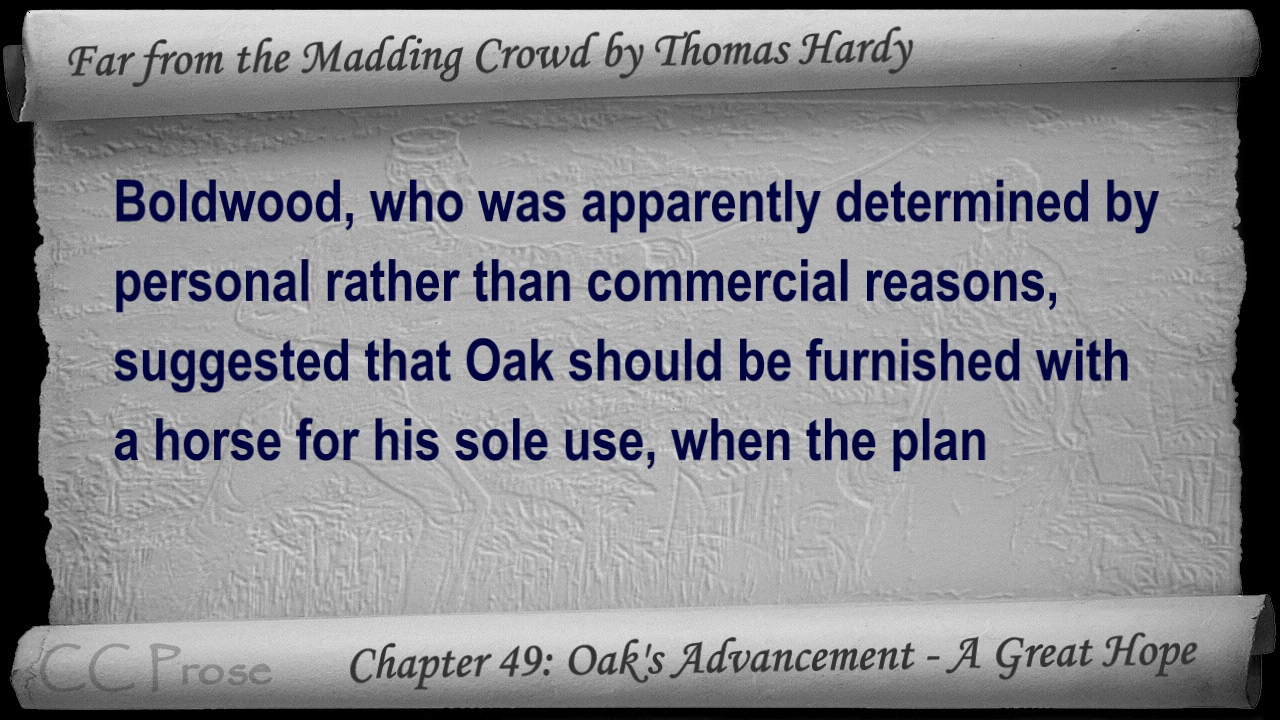 Far from the Madding Crowd by Thomas Hardy
Boldwood, who was apparently determined by
personal rather than commercial reasons,
suggested that Oak should be furnished with
a horse for his sole use, when the plan
CC Prose
Chapter 49: Oak's Advancement - A Great Hope